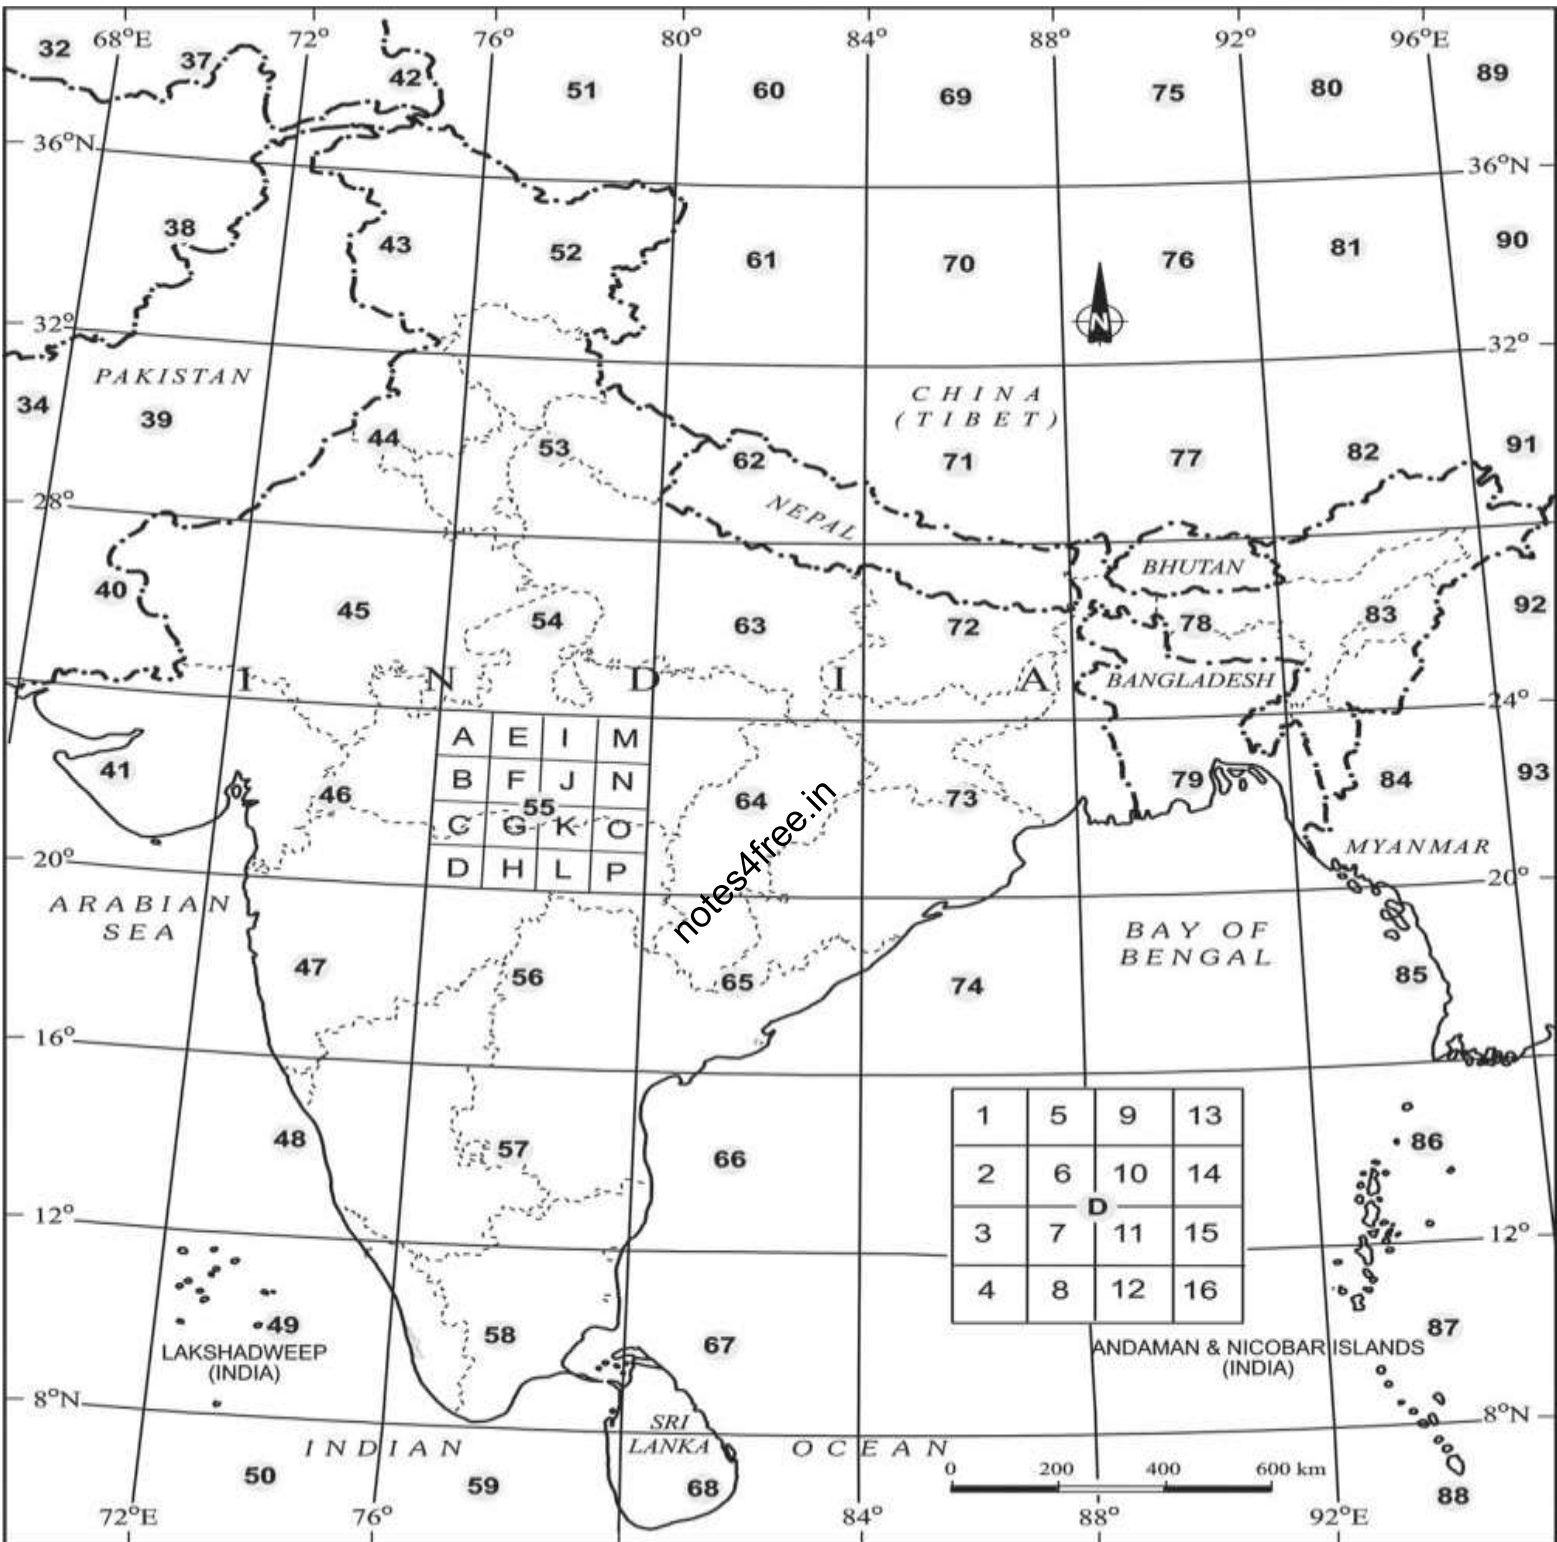 68°E 72° 76° 80° 84° 88° 92° 96°E
32 37 42 51 60 69 75 80 89
36°N 36°N
38 43 52 61 70 76 81 90
N
32° 32°
PAKISTAN
CHINA
(TIBET)
34 39 44 53 62 71 77 82 91
28°
NEPAL
BHUTAN
40 45 54 63 72 78 83 92
I N D I A
BANGLADESH
24°
A E I M
B F J N
55
C G K O
D H L P
41 46 64 73 79 84 93
notes4free.in
MYANMAR
20° 20°
ARABIAN
SEA
BAY OF
BENGAL
47 56 65 74 85
16°
1 5 9 13
2 6 10 14
D
3 7 11 15
4 8 12 16
48 57 66 86
12° 12°
49 58 67 87
LAKSHADWEEP
(INDIA)
ANDAMAN & NICOBAR ISLANDS
(INDIA)
8°N 8°N
SRI
LANKA
INDIAN OCEAN
0 200 400 600 km
50 59 68 88
72°E 76° 84° 88° 92°E